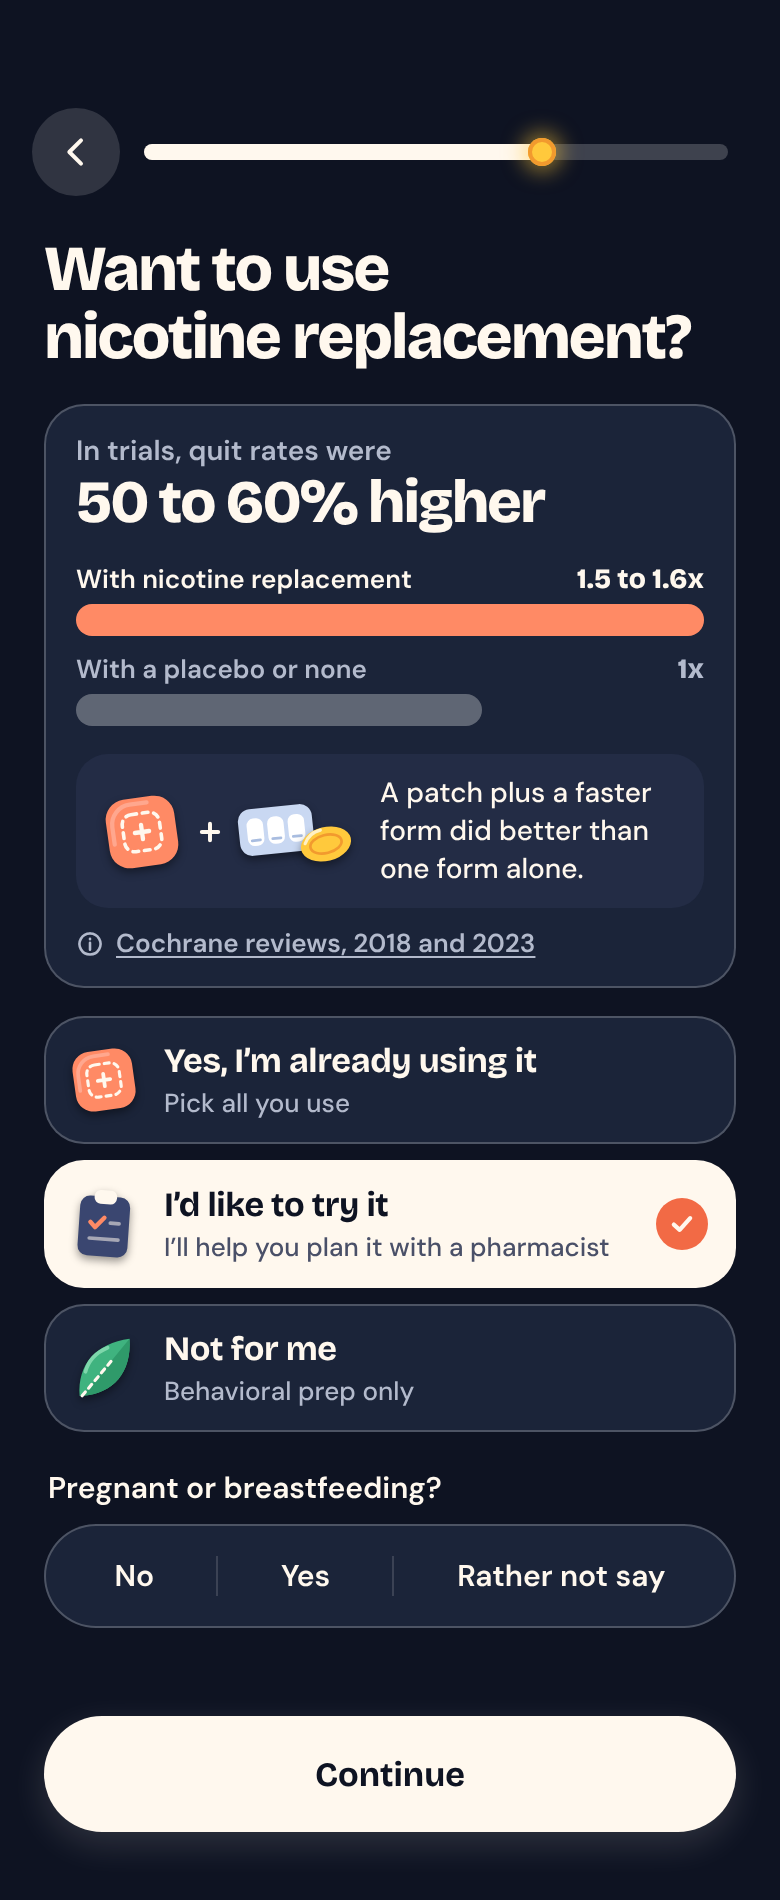 Want to use
nicotine replacement?
In trials, quit rates were
50 to 60% higher
With nicotine replacement 1.5 to 1.6x
With a placebo or none 1x
A patch plus a faster
form did better than
one form alone.
Cochrane reviews, 2018 and 2023
Yes, I’m already using it
Pick all you use
I’d like to try it
I’ll help you plan it with a pharmacist
Not for me
Behavioral prep only
Pregnant or breastfeeding?
No Yes Rather not say
Continue